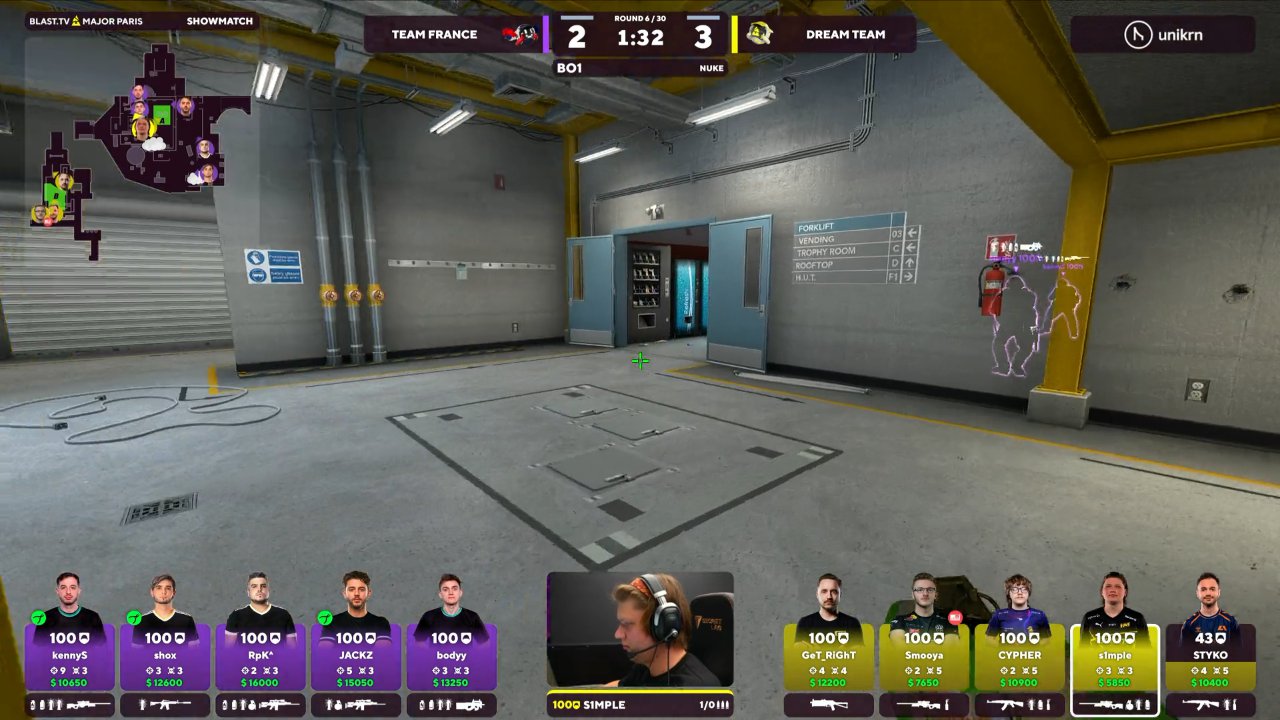 BLAST.TV MAJOR PARIS SHOWMATCH
TEAM FRANCE
2
ROUND 6 / 30
1:32
3
DREAM TEAM
BO1 NUKE
unikrn
FORKLIFT 03
VENDING C
TROPHY ROOM D
ROOFTOP
H.U.T. F1
100 100 100 100 100
kennyS shox RpK^ JACKZ bodyy
9 3 3 3 2 3 5 3 3 3
$10650 $12600 $16000 $15050 $13250
SECRET LAB
100 S1MPLE 1/0
100 100 100 100 43
GeT_RiGhT Smooya CYPHER s1mple STYKO
4 4 2 5 2 5 3 3 4 5
$12200 $7650 $10900 $5850 $10400